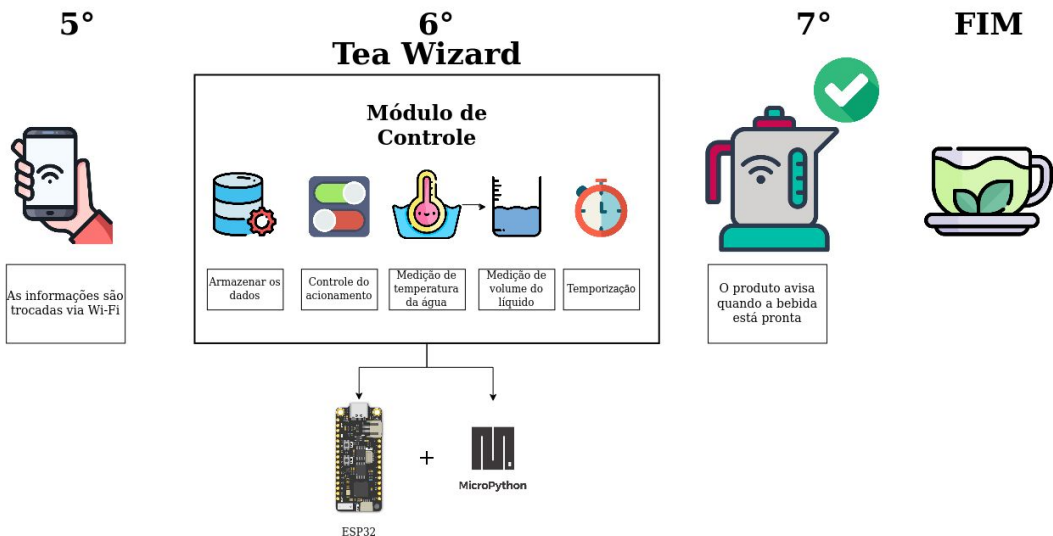 5°
6°
7°
FIM
Tea Wizard
Módulo de
Controle
As informações são
trocadas via Wi-Fi
Armazenar os
dados
Controle do
acionamento
Medição de
temperatura
da água
Medição de
volume do
líquido
Temporização
O produto avisa
quando a bebida
está pronta
+
MicroPython
ESP32